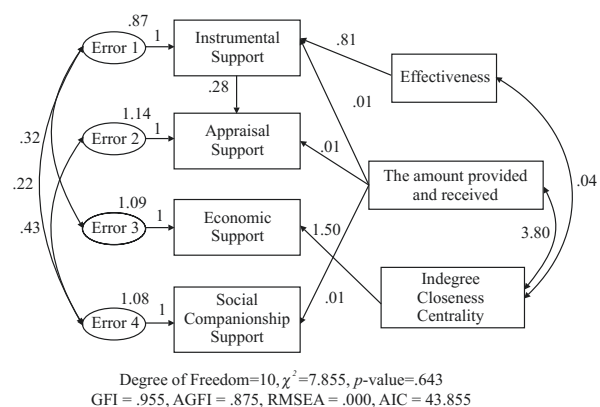 .87
Error 1
1
Instrumental
Support
.81
Effectiveness
.28
.01
1.14
Error 2
1
Appraisal
Support
.01
.32
.22
.43
The amount provided
and received
.04
1.09
Error 3
1
Economic
Support
1.50
3.80
Indegree
Closeness
Centrality
1.08
Error 4
1
Social
Companionship
Support
.01
Degree of Freedom=10, χ²=7.855, p-value=.643
GFI = .955, AGFI = .875, RMSEA = .000, AIC = 43.855